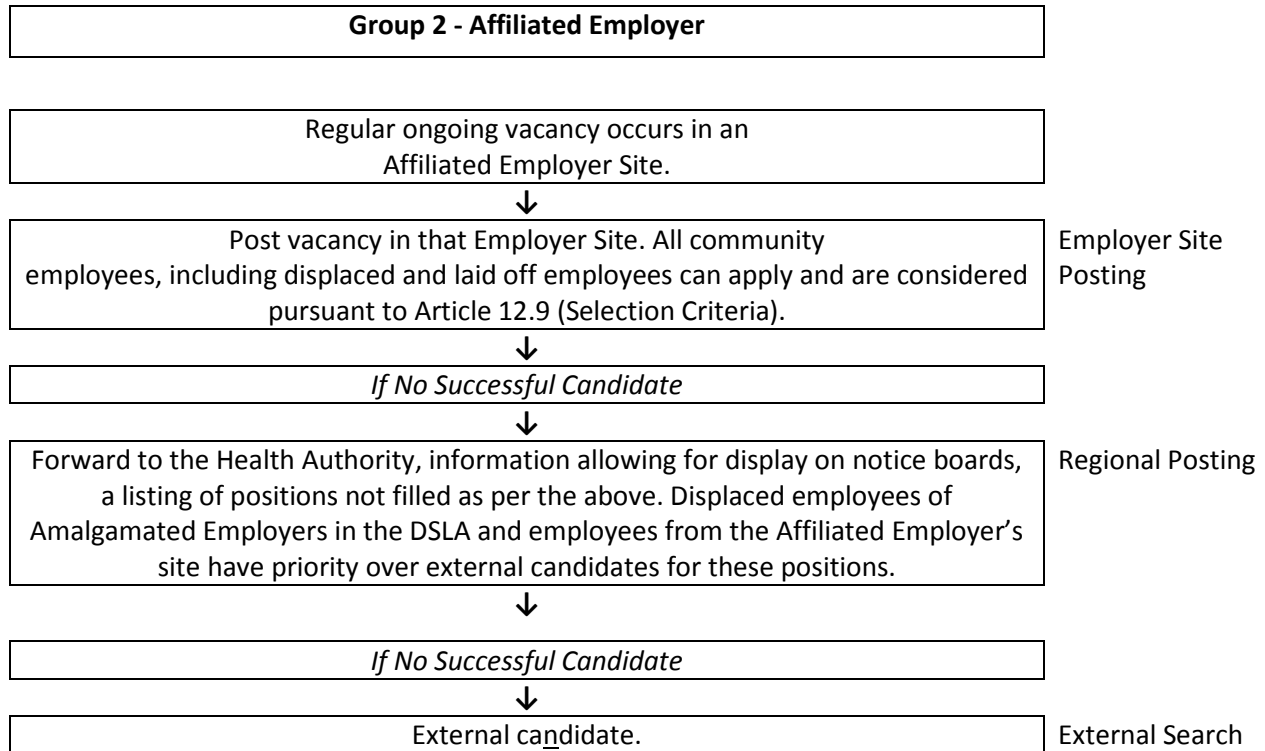 Group 2 - Affiliated Employer
Regular ongoing vacancy occurs in an
Affiliated Employer Site.
↓
Post vacancy in that Employer Site. All community
employees, including displaced and laid off employees can apply and are considered
pursuant to Article 12.9 (Selection Criteria).
Employer Site
Posting
↓
If No Successful Candidate
↓
Forward to the Health Authority, information allowing for display on notice boards,
a listing of positions not filled as per the above. Displaced employees of
Amalgamated Employers in the DSLA and employees from the Affiliated Employer’s
site have priority over external candidates for these positions.
Regional Posting
↓
If No Successful Candidate
↓
External candidate.
External Search